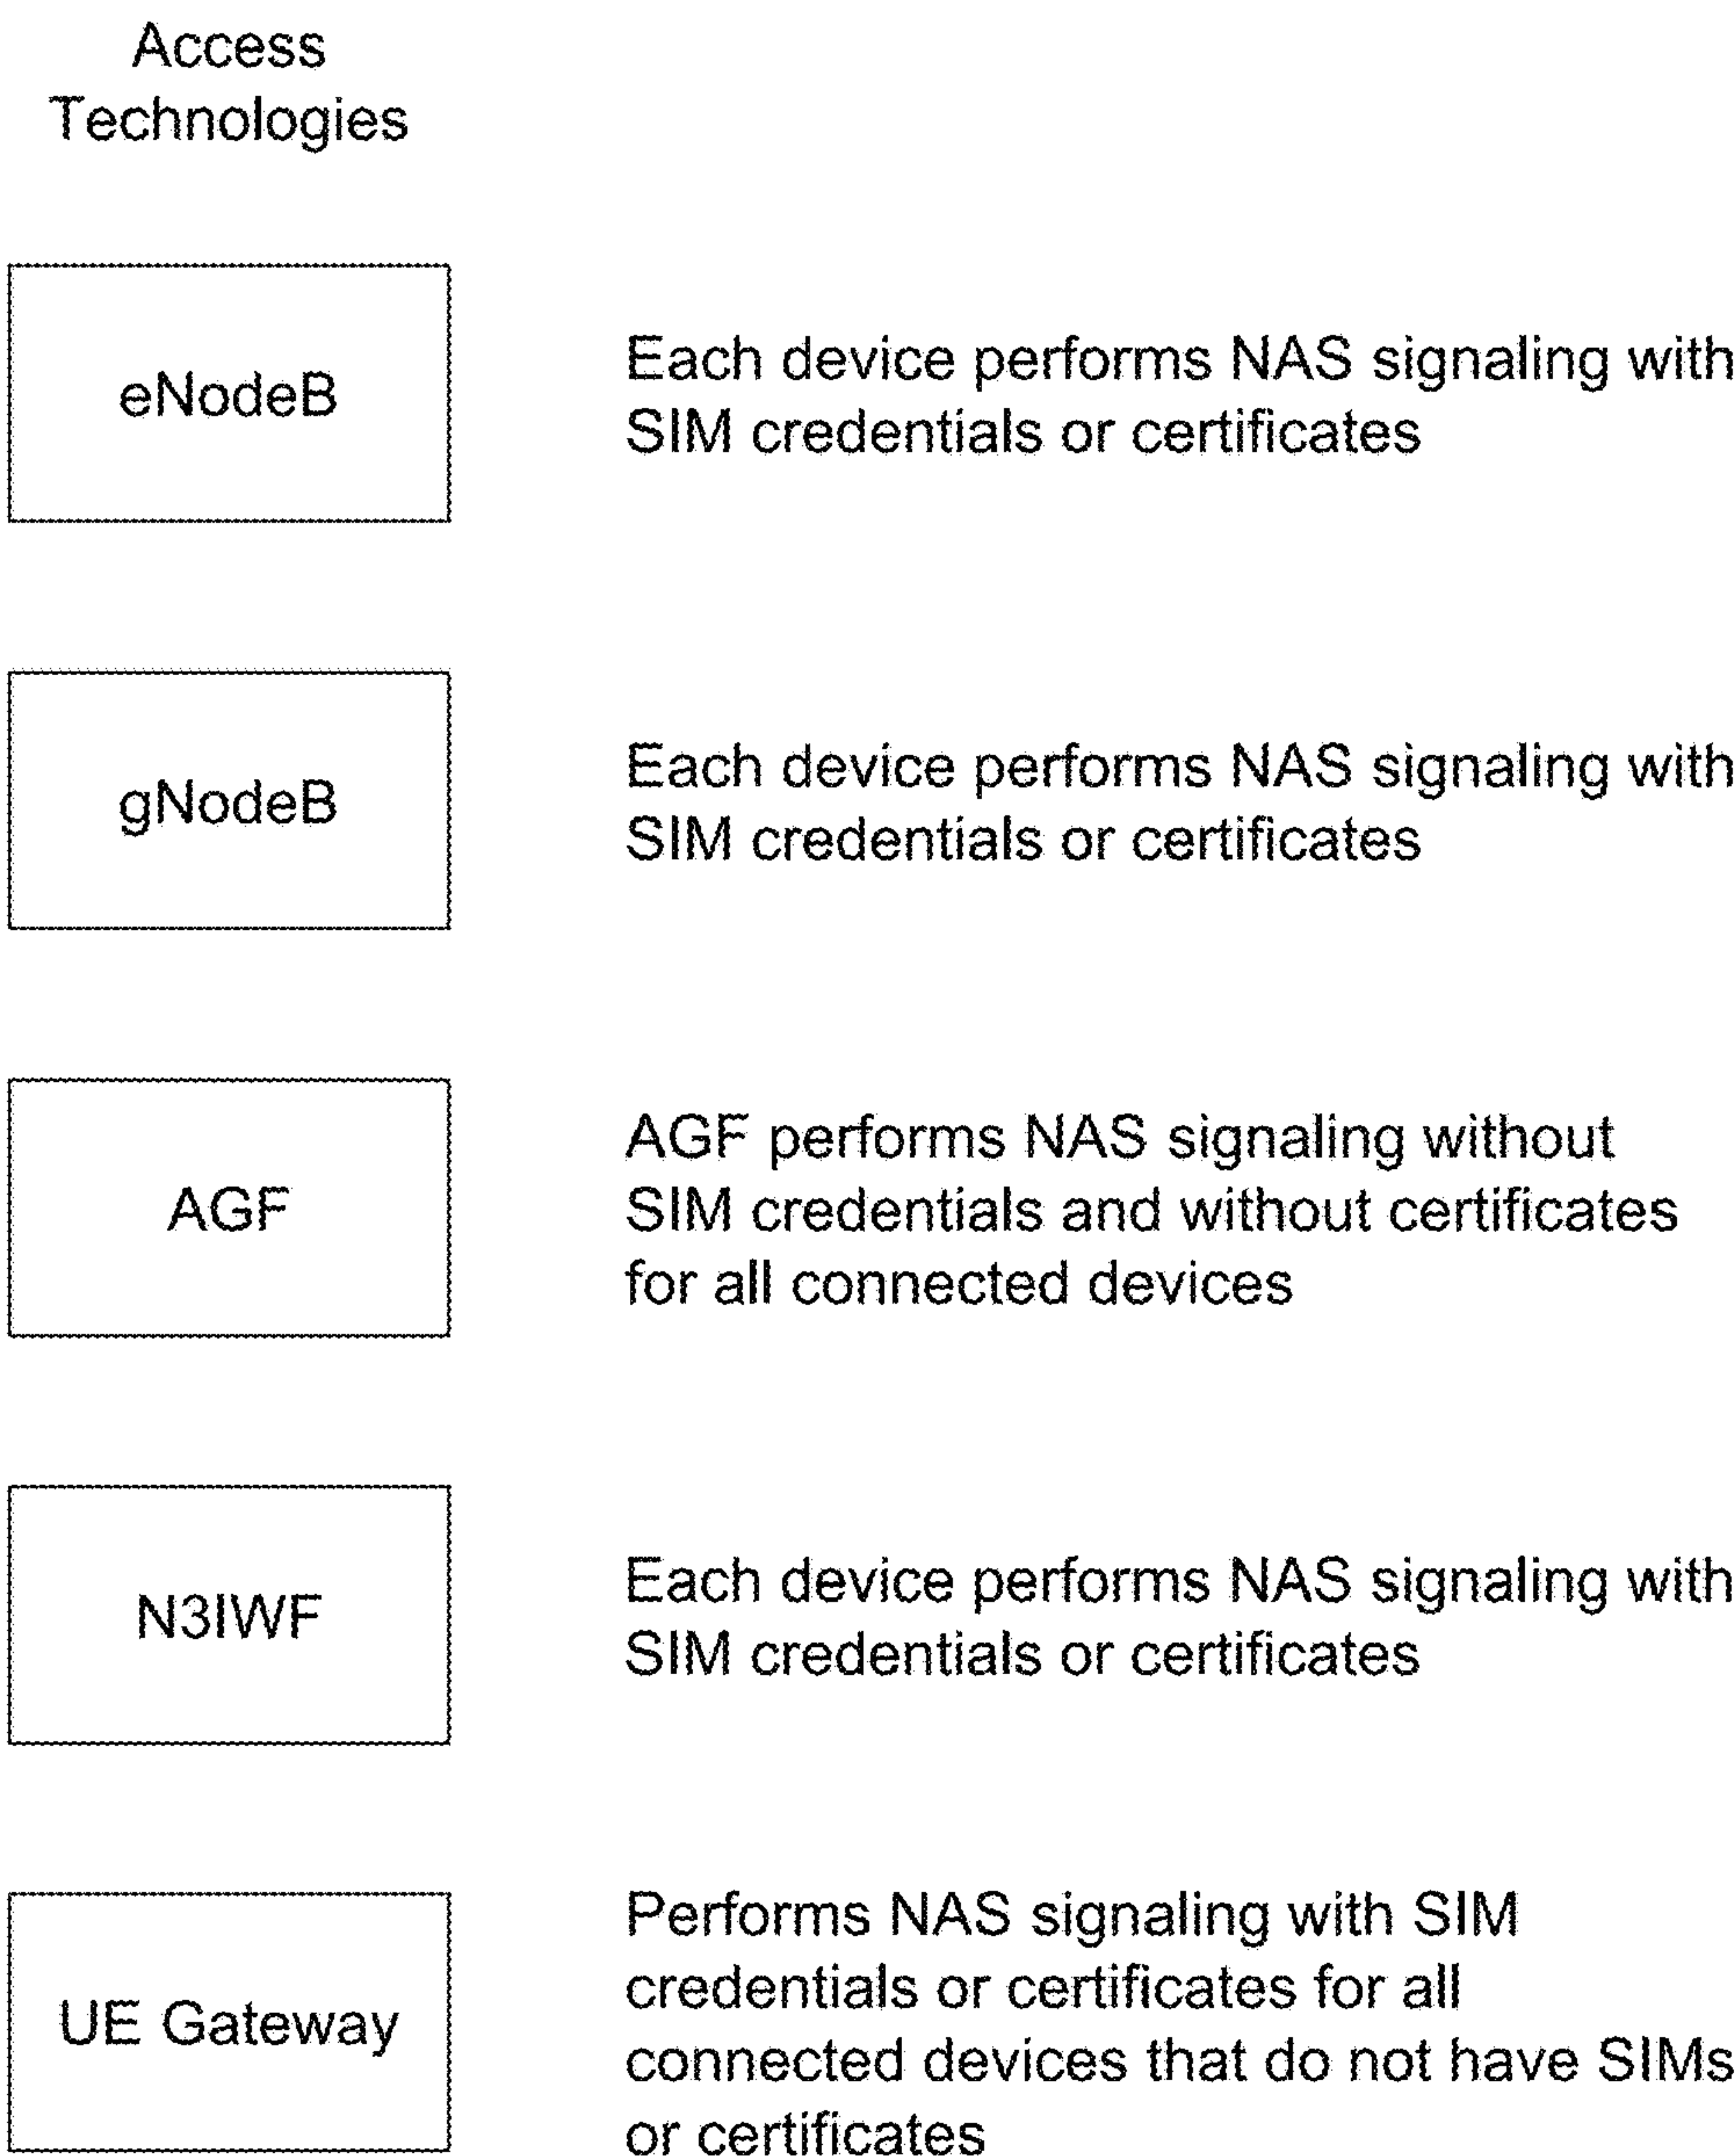 Access
Technologies
eNodeB
Each device performs NAS signaling with
SIM credentials or certificates
gNodeB
Each device performs NAS signaling with
SIM credentials or certificates
AGF
AGF performs NAS signaling without
SIM credentials and without certificates
for all connected devices
N3IWF
Each device performs NAS signaling with
SIM credentials or certificates
UE Gateway
Performs NAS signaling with SIM
credentials or certificates for all
connected devices that do not have SIMs
or certificates